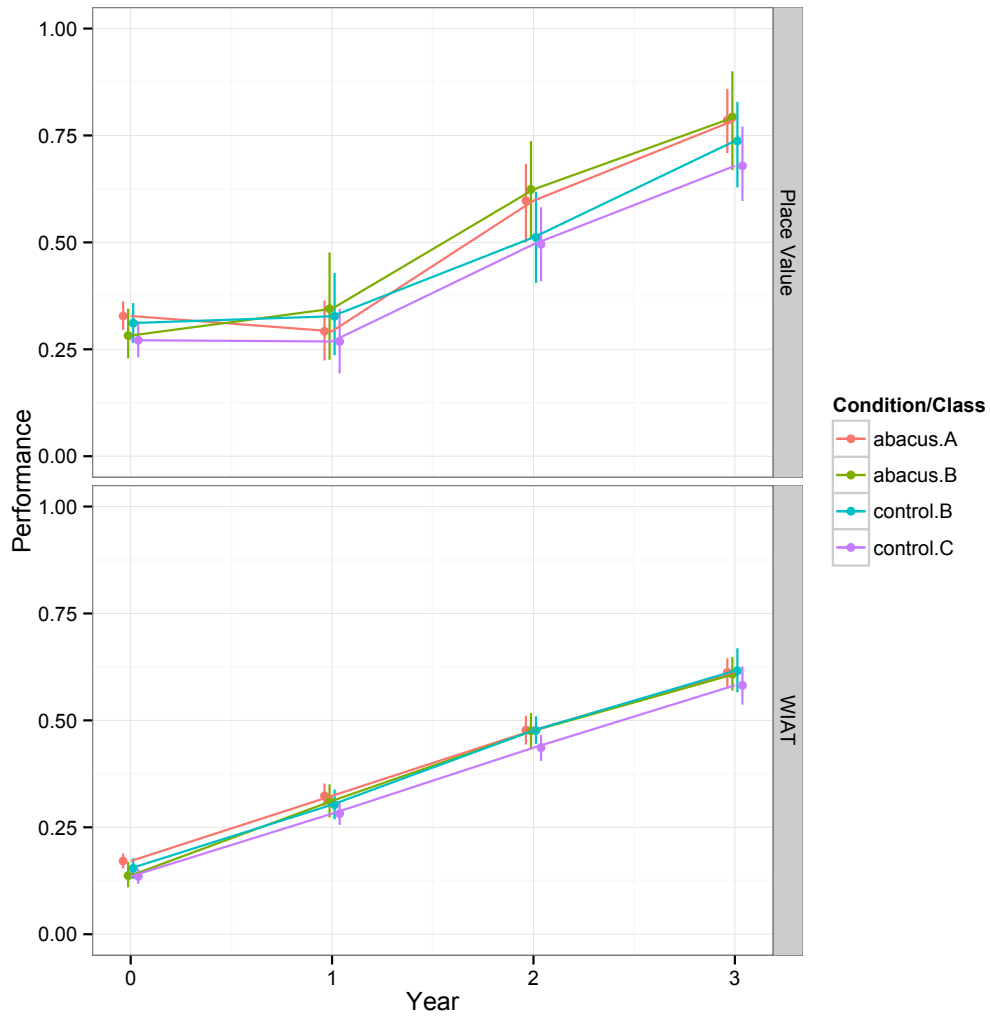 1.00
0.75
0.50
0.25
0.00
Place Value
1.00
0.75
0.50
0.25
0.00
WIAT
Performance
0 1 2 3
Year
Condition/Class
abacus.A
abacus.B
control.B
control.C